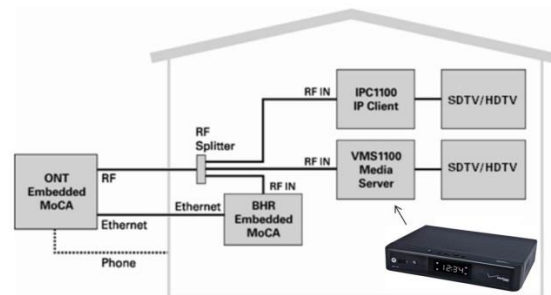 RF IN
IPC1100
IP Client
SDTV/HDTV
RF
Splitter
RF IN
VMS1100
Media
Server
SDTV/HDTV
ONT
Embedded
MoCA
RF
RF IN
Ethernet
BHR
Embedded
MoCA
Ethernet
Phone
12:34